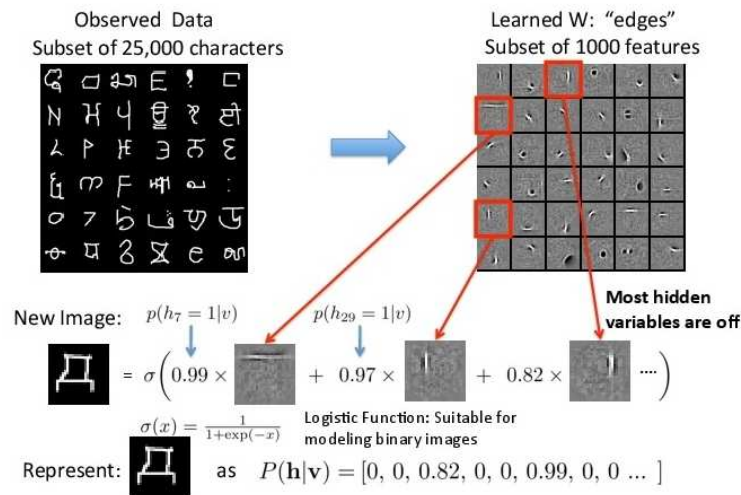 Observed Data
Subset of 25,000 characters
Learned W: "edges"
Subset of 1000 features
Most hidden
variables are off
New Image: p(h₇ = 1|v) p(h₂₉ = 1|v)
= σ(0.99 × + 0.97 × + 0.82 × ....)
σ(x) = 1/(1+exp(−x)) Logistic Function: Suitable for
modeling binary images
Represent: as P(h|v) = [0, 0, 0.82, 0, 0, 0.99, 0, 0 ... ]